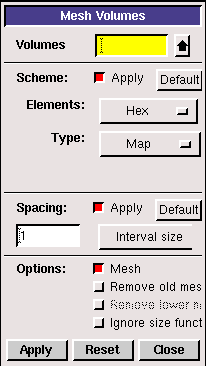 Mesh Volumes
Volumes
Scheme: Apply Default
Elements: Hex
Type: Map
Spacing: Apply Default
1 Interval size
Options: Mesh
Remove old mes
Remove lower
Ignore size funct
Apply Reset Close